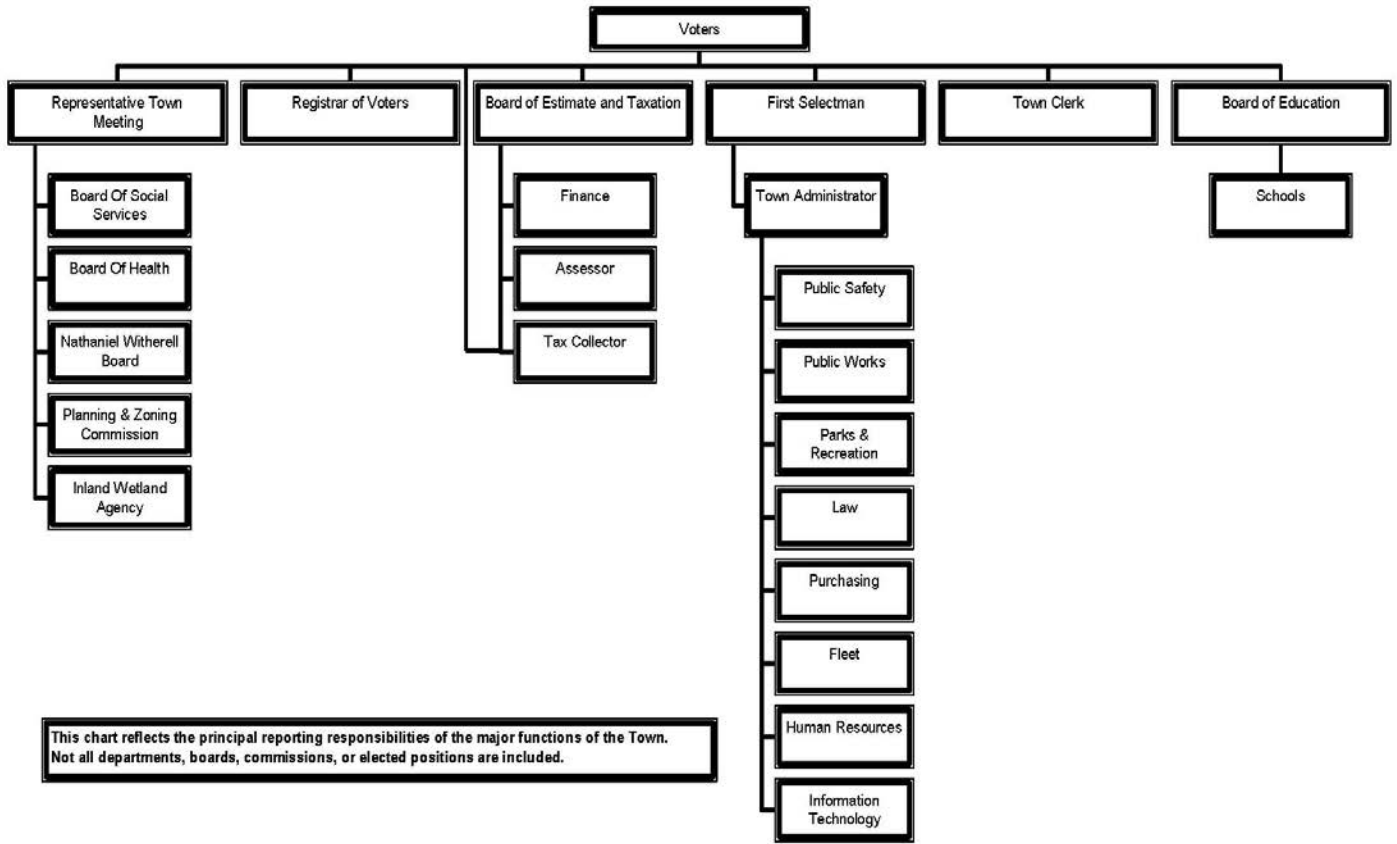 Voters
Representative Town
Meeting
Registrar of Voters
Board of Estimate and Taxation
First Selectman
Town Clerk
Board of Education
Board Of Social
Services
Board Of Health
Nathaniel Witherell
Board
Planning & Zoning
Commission
Inland Wetland
Agency
Finance
Assessor
Tax Collector
Town Administrator
Public Safety
Public Works
Parks &
Recreation
Law
Purchasing
Fleet
Human Resources
Information
Technology
Schools
This chart reflects the principal reporting responsibilities of the major functions of the Town.
Not all departments, boards, commissions, or elected positions are included.